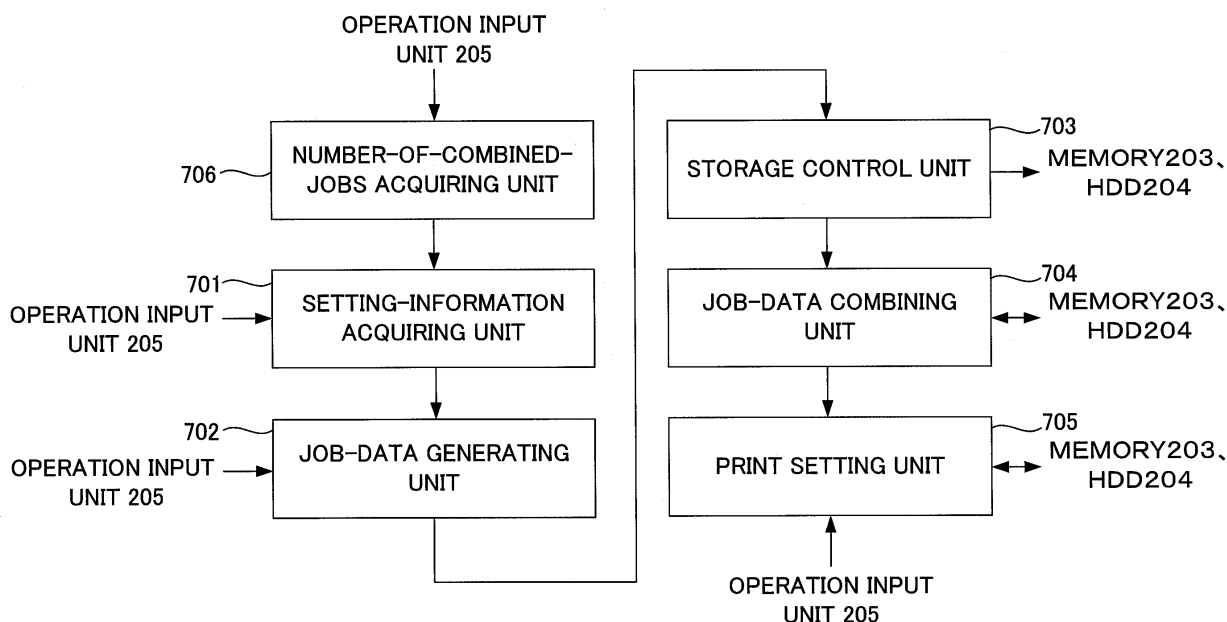 OPERATION INPUT
UNIT 205
706
NUMBER-OF-COMBINED-
JOBS ACQUIRING UNIT
701
OPERATION INPUT
UNIT 205
SETTING-INFORMATION
ACQUIRING UNIT
702
OPERATION INPUT
UNIT 205
JOB-DATA GENERATING
UNIT
703
STORAGE CONTROL UNIT
MEMORY203、
HDD204
704
JOB-DATA COMBINING
UNIT
MEMORY203、
HDD204
705
PRINT SETTING UNIT
MEMORY203、
HDD204
OPERATION INPUT
UNIT 205